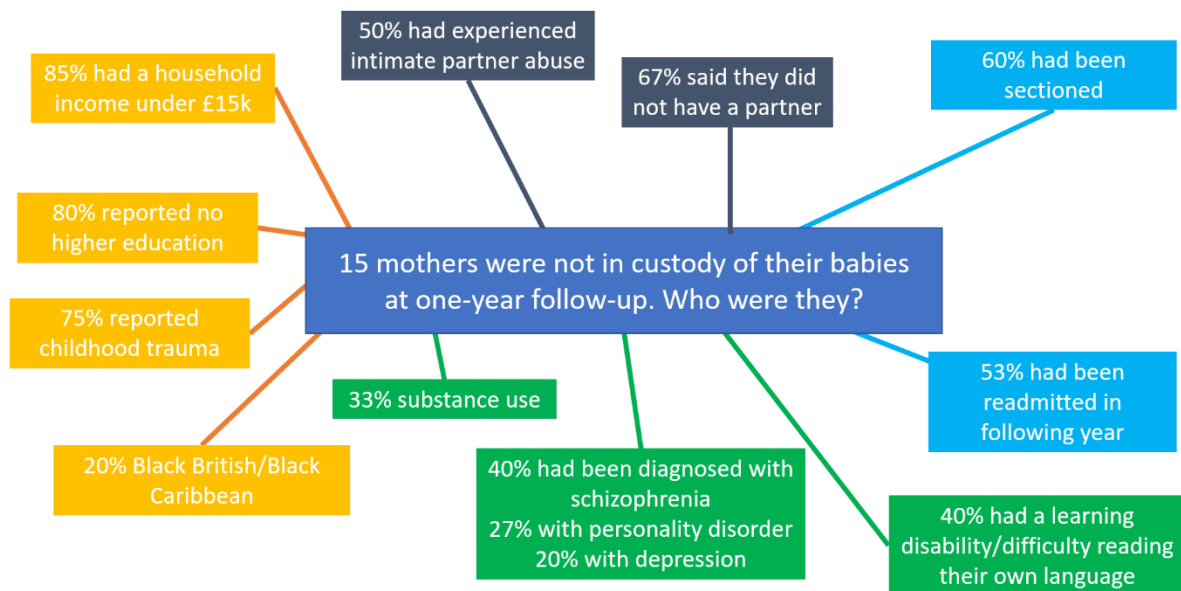 50% had experienced
intimate partner abuse
85% had a household
income under £15k
67% said they did
not have a partner
60% had been
sectioned
80% reported no
higher education
15 mothers were not in custody of their babies
at one-year follow-up. Who were they?
75% reported
childhood trauma
33% substance use
53% had been
readmitted in
following year
20% Black British/Black
Caribbean
40% had been diagnosed with
schizophrenia
27% with personality disorder
20% with depression
40% had a learning
disability/difficulty reading
their own language